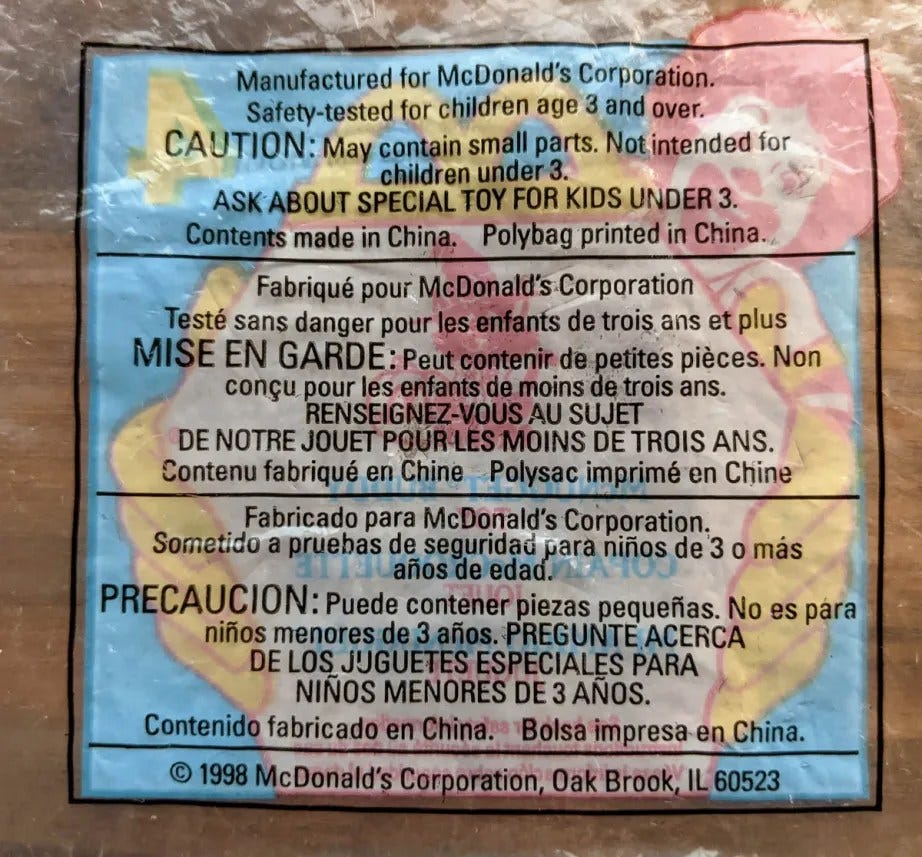 4
Manufactured for McDonald's Corporation.
Safety-tested for children age 3 and over.
CAUTION: May contain small parts. Not intended for
children under 3.
ASK ABOUT SPECIAL TOY FOR KIDS UNDER 3.
Contents made in China. Polybag printed in China.
Fabriqué pour McDonald's Corporation
Testé sans danger pour les enfants de trois ans et plus
MISE EN GARDE: Peut contenir de petites pièces. Non
conçu pour les enfants de moins de trois ans.
RENSEIGNEZ-VOUS AU SUJET
DE NOTRE JOUET POUR LES MOINS DE TROIS ANS.
Contenu fabriqué en Chine Polysac imprimé en Chine
Fabricado para McDonald's Corporation.
Sometido a pruebas de seguridad para niños de 3 o más
años de edad.
PRECAUCION: Puede contener piezas pequeñas. No es para
niños menores de 3 años. PREGUNTE ACERCA
DE LOS JUGUETES ESPECIALES PARA
NIÑOS MENORES DE 3 AÑOS.
Contenido fabricado en China. Bolsa impresa en China.
© 1998 McDonald's Corporation, Oak Brook, IL 60523